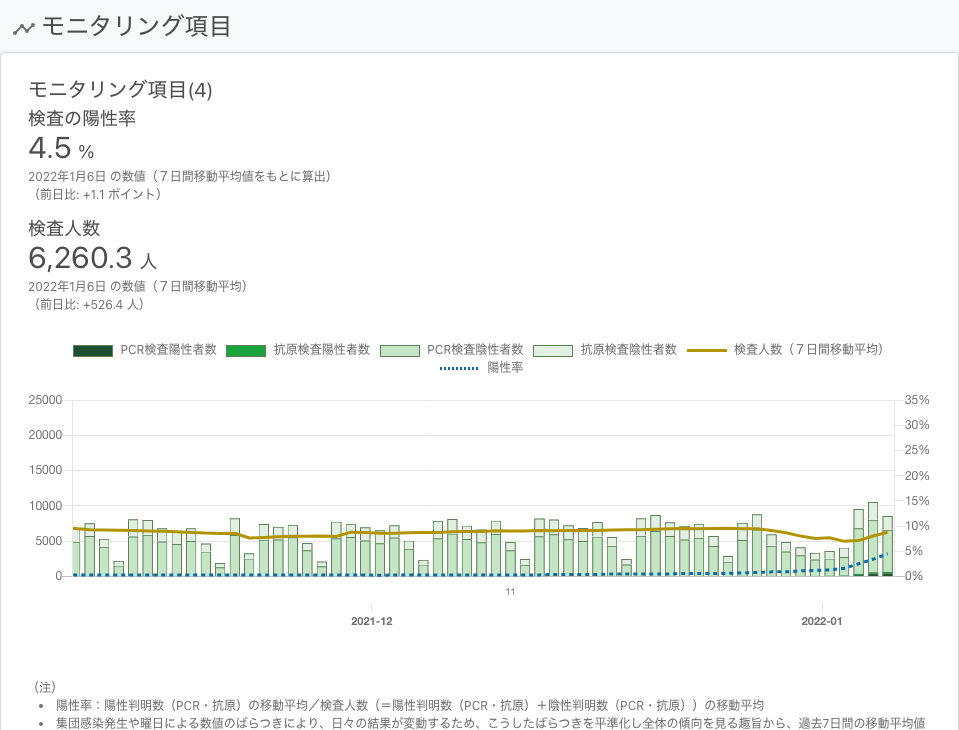 モニタリング項目
モニタリング項目(4)
検査の陽性率
4.5 %
2022年1月6日 の数値（７日間移動平均値をもとに算出）
（前日比: +1.1 ポイント）
検査人数
6,260.3 人
2022年1月6日 の数値（７日間移動平均）
（前日比: +526.4 人）
PCR検査陽性者数 抗原検査陽性者数 PCR検査陰性者数 抗原検査陰性者数 検査人数（７日間移動平均）
陽性率
25000 35%
30%
20000
25%
15000 20%
15%
10000
10%
5000 5%
0 0%
11
2021-12 2022-01
（注）
• 陽性率：陽性判明数（PCR・抗原）の移動平均／検査人数（＝陽性判明数（PCR・抗原）＋陰性判明数（PCR・抗原））の移動平均
• 集団感染発生や曜日による数値のばらつきにより、日々の結果が変動するため、こうしたばらつきを平準化し全体の傾向を見る趣旨から、過去7日間の移動平均値